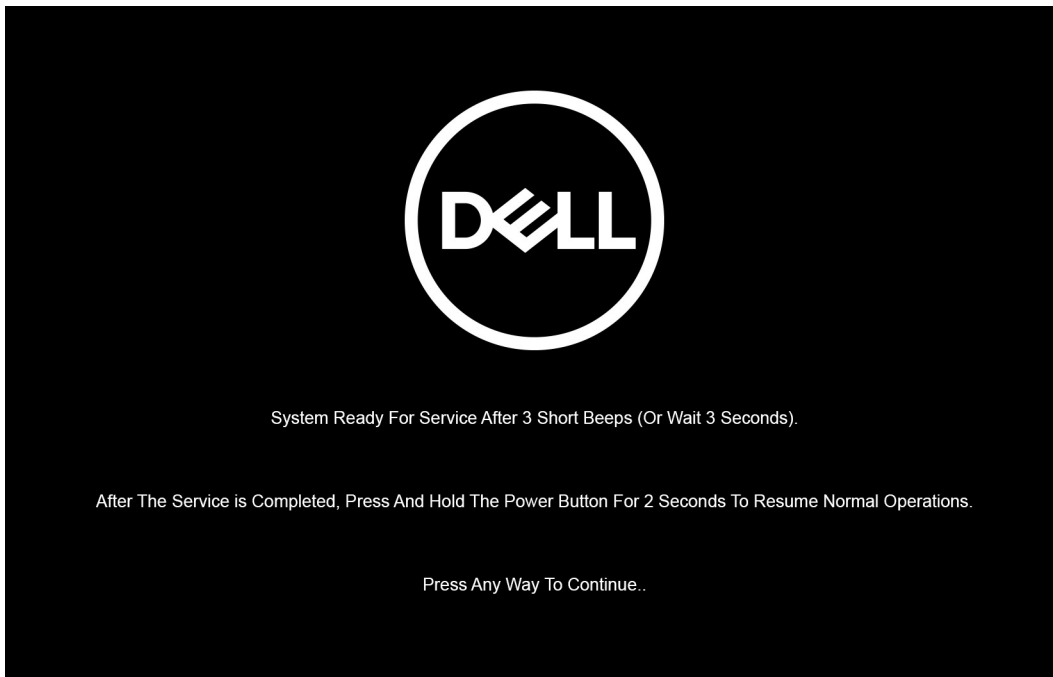 DELL
System Ready For Service After 3 Short Beeps (Or Wait 3 Seconds).
After The Service is Completed, Press And Hold The Power Button For 2 Seconds To Resume Normal Operations.
Press Any Way To Continue..